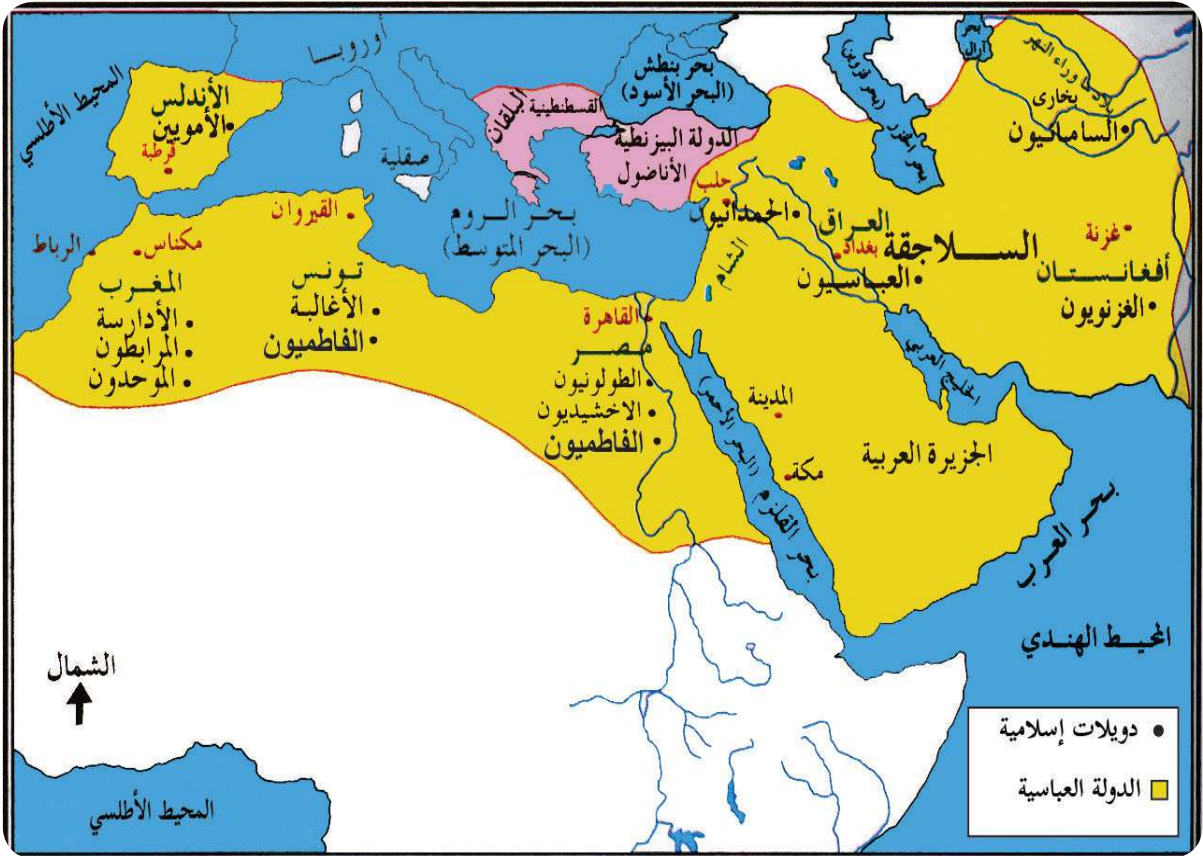 أوروبا
المحيط الأطلسي
الأندلس
الأمويين
قرطبة
صقلية
البلقان
القسطنطينية
الدولة البيزنطية
الأناضول
بحر بنطش
(البحر الأسود)
بحر الخزر (بحر قزوين)
بحر
آرال
بلاد ما وراء النهر
بخارى
السامانيون
حلب
الحمدانيون
العراق
بغداد
العباسيون
السلاجقة
غزنة
أفغانستان
الغزنويون
الشام
بحر الروم
(البحر المتوسط)
القيروان
تونس
الأغالبة
الفاطميون
الرباط
مكناس
المغرب
الأدارسة
المرابطون
الموحدون
القاهرة
مصر
الطولونيون
الاخشيديون
الفاطميون
بحر القلزم (البحر الأحمر)
المدينة
مكة
الجزيرة العربية
الخليج العربي
بحر العرب
المحيط الهندي
الشمال
المحيط الأطلسي
دويلات إسلامية
الدولة العباسية